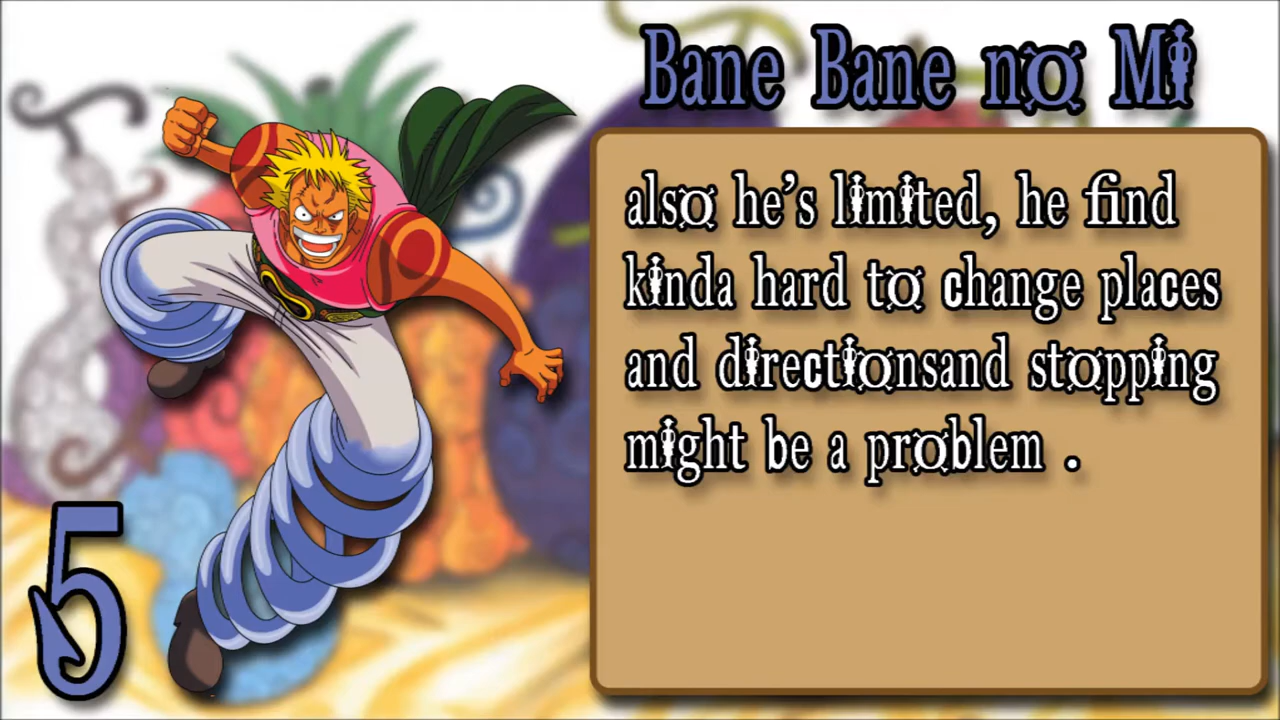 Bane Bane no Mi
also he's limited, he find
kinda hard to change places
and directionsand stopping
might be a problem .
5